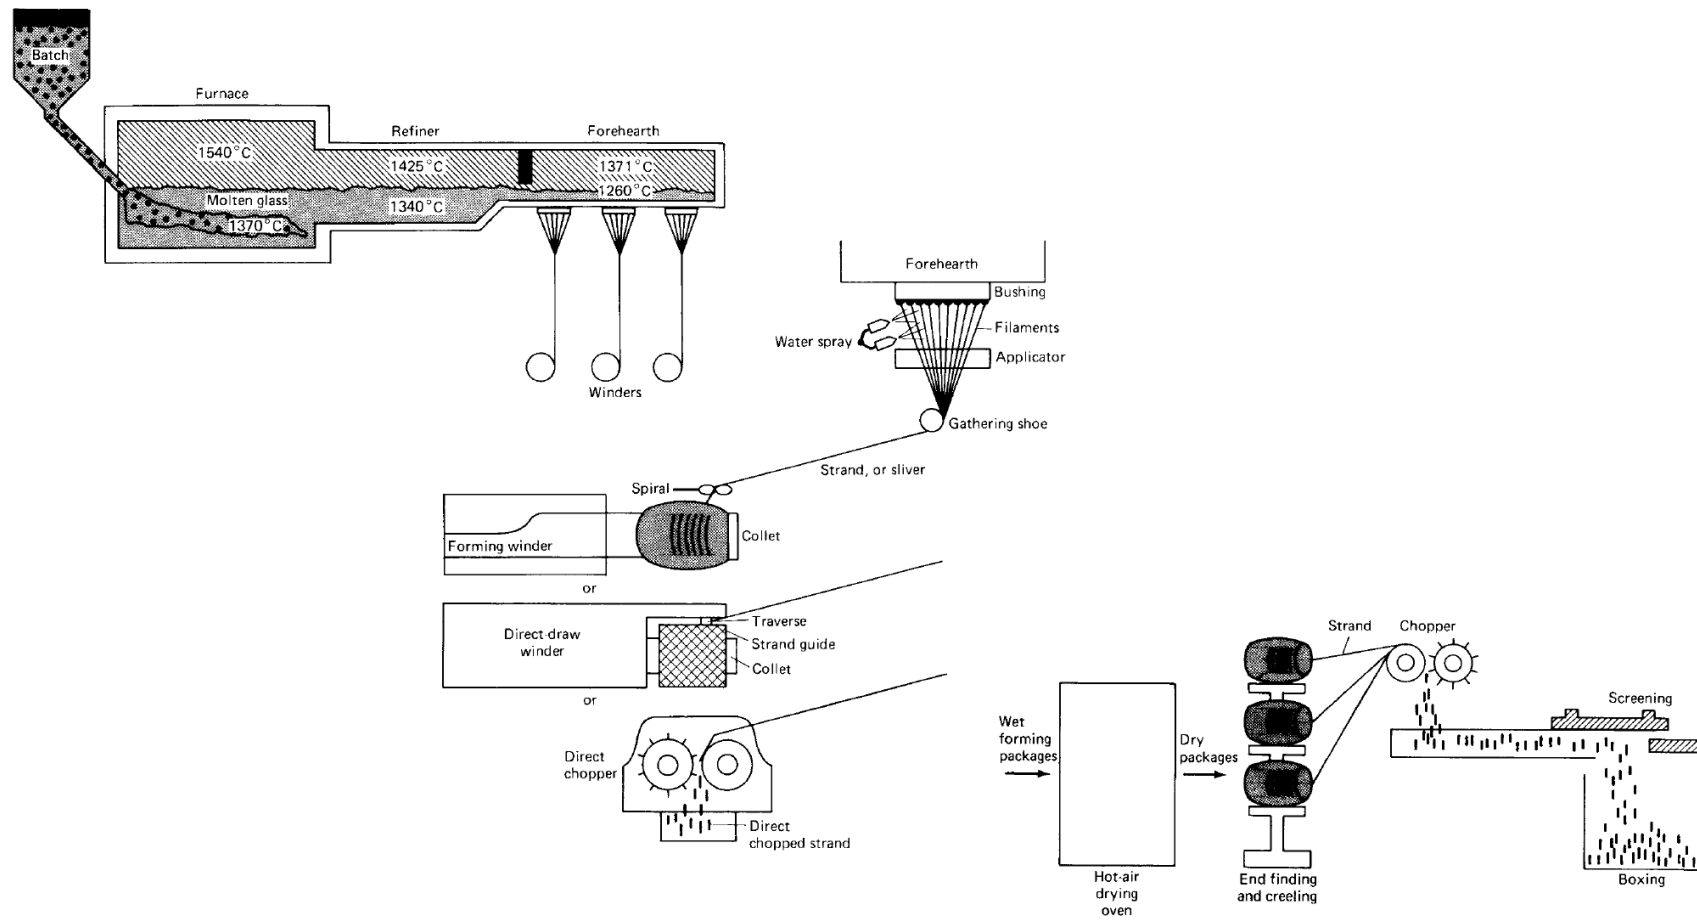 Batch
Furnace
Refiner
Forehearth
1540°C
1425°C
1371°C
1260°C
Molten glass
1340°C
1370°C
Winders
Forehearth
Bushing
Filaments
Water spray
Applicator
Gathering shoe
Strand, or sliver
Spiral
Collet
Forming winder
or
Direct-draw
winder
Traverse
Strand guide
Collet
or
Direct
chopper
Direct
chopped strand
Wet
forming
packages
Hot-air
drying
oven
Dry
packages
End finding
and creeling
Strand
Chopper
Screening
Boxing